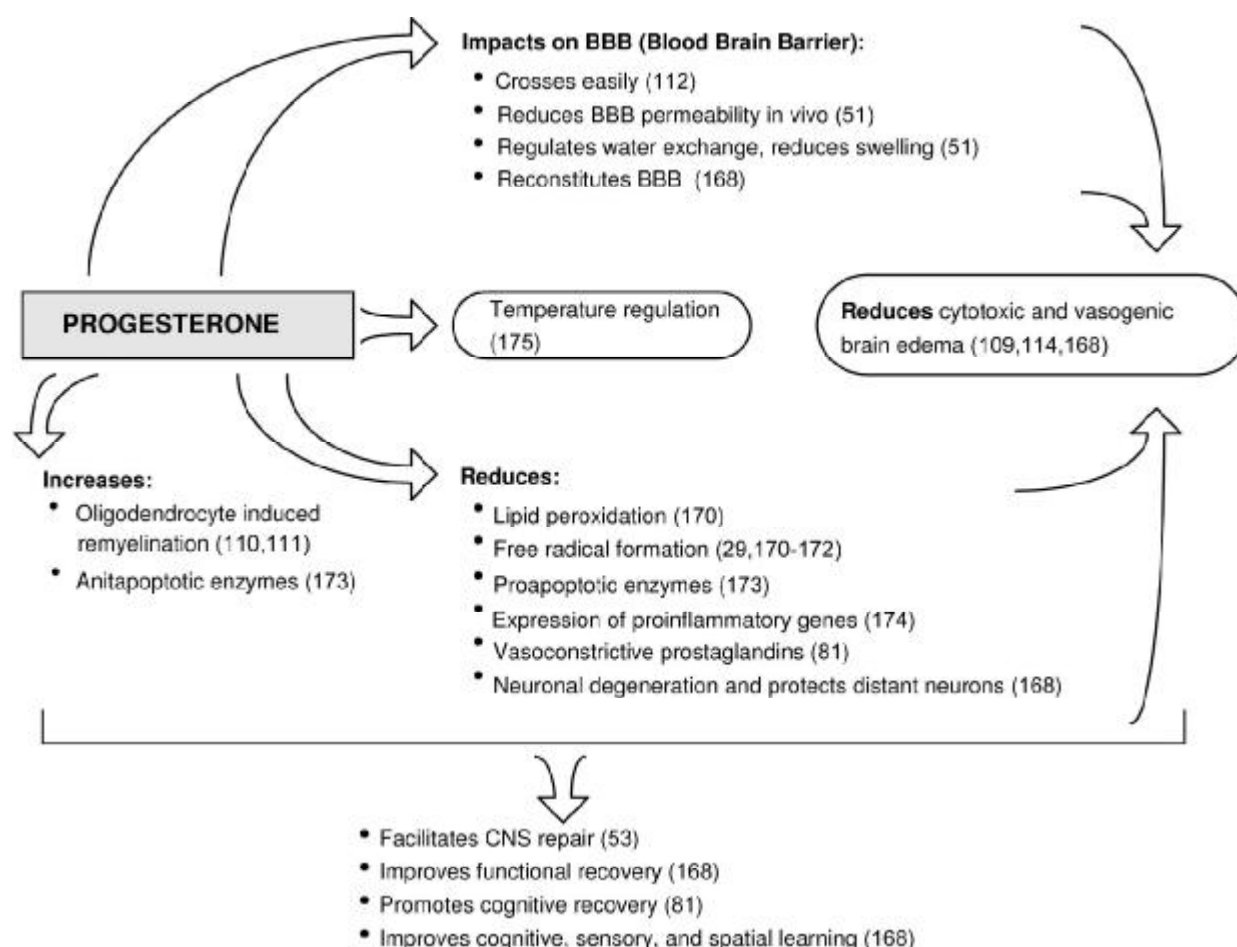 Impacts on BBB (Blood Brain Barrier):
• Crosses easily (112)
• Reduces BBB permeability in vivo (51)
• Regulates water exchange, reduces swelling (51)
• Reconstitutes BBB (168)
PROGESTERONE
Temperature regulation
(175)
Reduces cytotoxic and vasogenic
brain edema (109,114,168)
Increases:
• Oligodendrocyte induced
remyelination (110,111)
• Anitapoptotic enzymes (173)
Reduces:
• Lipid peroxidation (170)
• Free radical formation (29,170-172)
• Proapoptotic enzymes (173)
• Expression of proinflammatory genes (174)
• Vasoconstrictive prostaglandins (81)
• Neuronal degeneration and protects distant neurons (168)
• Facilitates CNS repair (53)
• Improves functional recovery (168)
• Promotes cognitive recovery (81)
• Improves cognitive, sensory, and spatial learning (168)